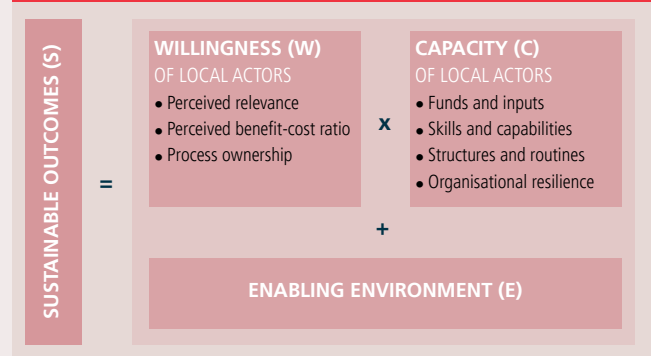 SUSTAINABLE OUTCOMES (S)
=
WILLINGNESS (W)
OF LOCAL ACTORS
• Perceived relevance
• Perceived benefit-cost ratio
• Process ownership
x
CAPACITY (C)
OF LOCAL ACTORS
• Funds and inputs
• Skills and capabilities
• Structures and routines
• Organisational resilience
+
ENABLING ENVIRONMENT (E)